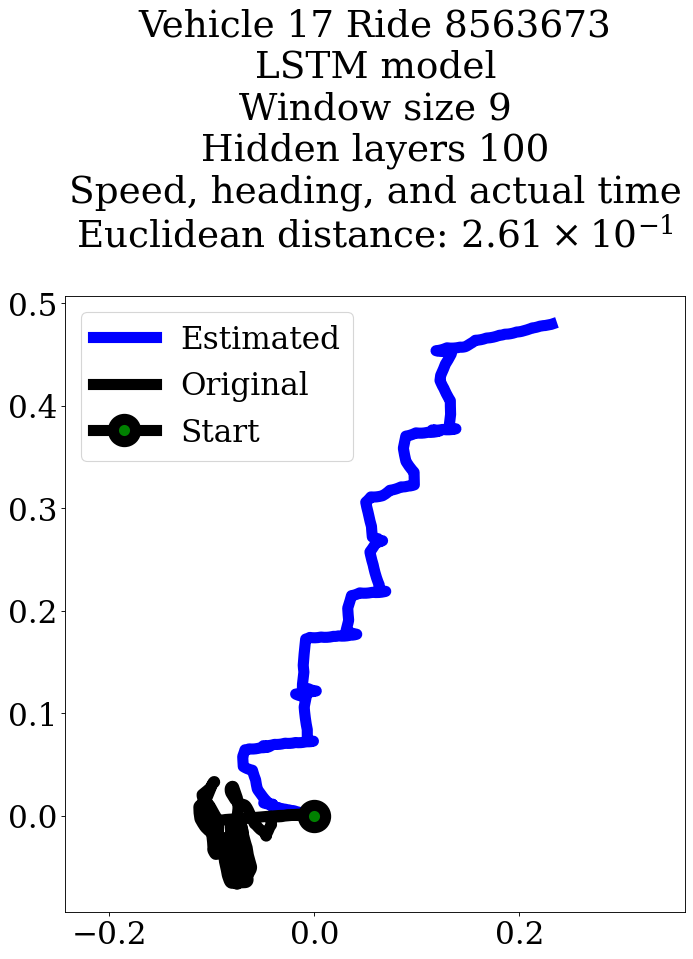 Vehicle 17 Ride 8563673
LSTM model
Window size 9
Hidden layers 100
Speed, heading, and actual time
Euclidean distance: 2.61 × 10⁻¹
0.5
0.4
0.3
0.2
0.1
0.0
Estimated
Original
Start
−0.2 0.0 0.2